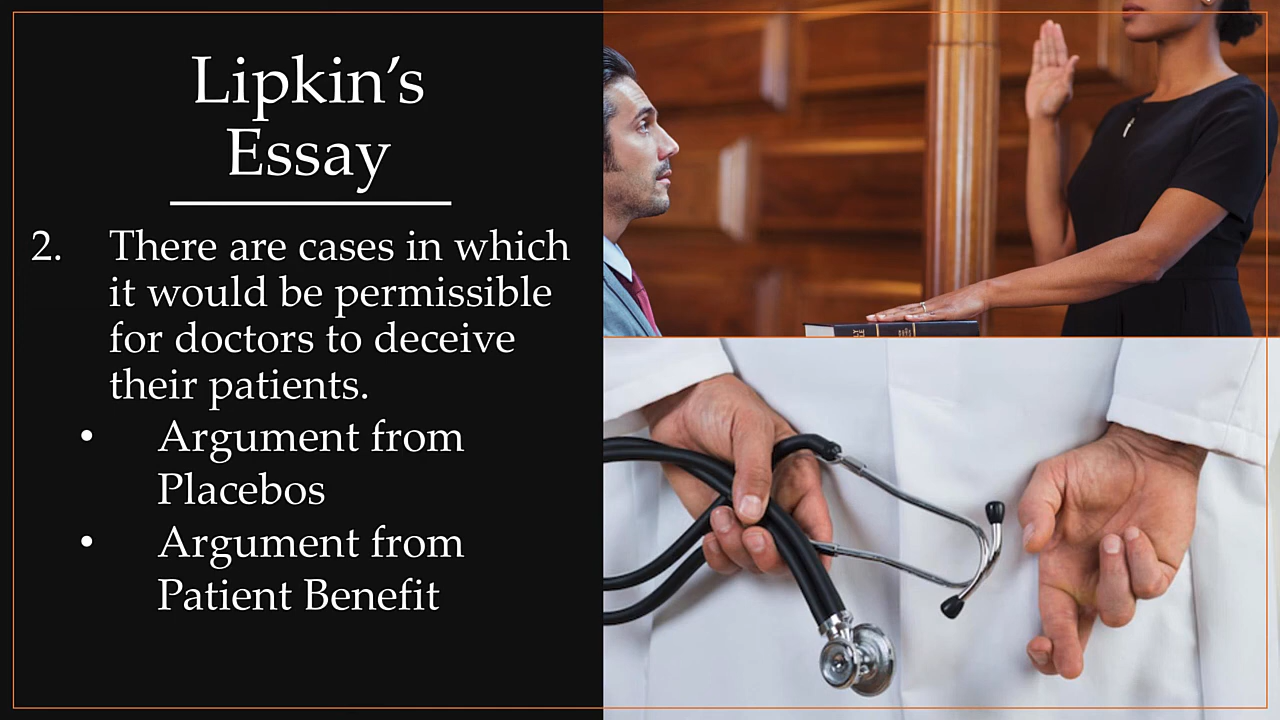 Lipkin’s
Essay
2. There are cases in which
it would be permissible
for doctors to deceive
their patients.
• Argument from
Placebos
• Argument from
Patient Benefit